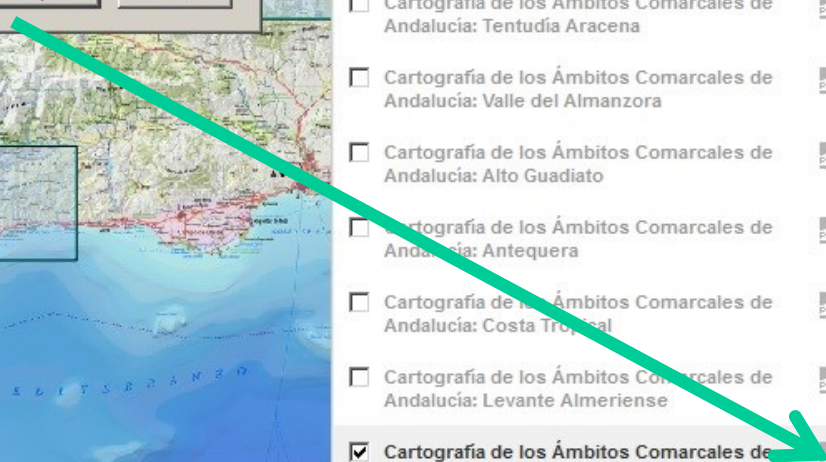 Cartografía de los Ámbitos Comarcales de
Andalucía: Tentudía Aracena
Cartografía de los Ámbitos Comarcales de
Andalucía: Valle del Almanzora
Cartografía de los Ámbitos Comarcales de
Andalucía: Alto Guadiato
Cartografía de los Ámbitos Comarcales de
Andalucía: Antequera
Cartografía de los Ámbitos Comarcales de
Andalucía: Costa Tropical
Cartografía de los Ámbitos Comarcales de
Andalucía: Levante Almeriense
Cartografía de los Ámbitos Comarcales de